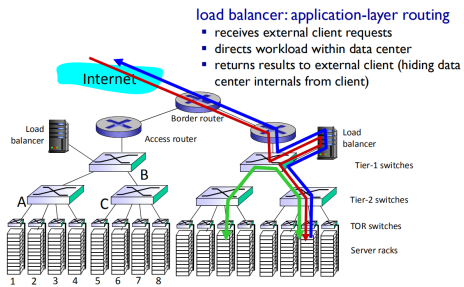 load balancer: application-layer routing
▪ receives external client requests
▪ directs workload within data
center
▪ returns results to external client (hiding data
center internals from client)
Internet
Border router
Load
balancer
Access router
Load
balancer
B
Tier-1 switches
A
C
Tier-2 switches
TOR switches
Server racks
1 2 3 4 5 6 7 8